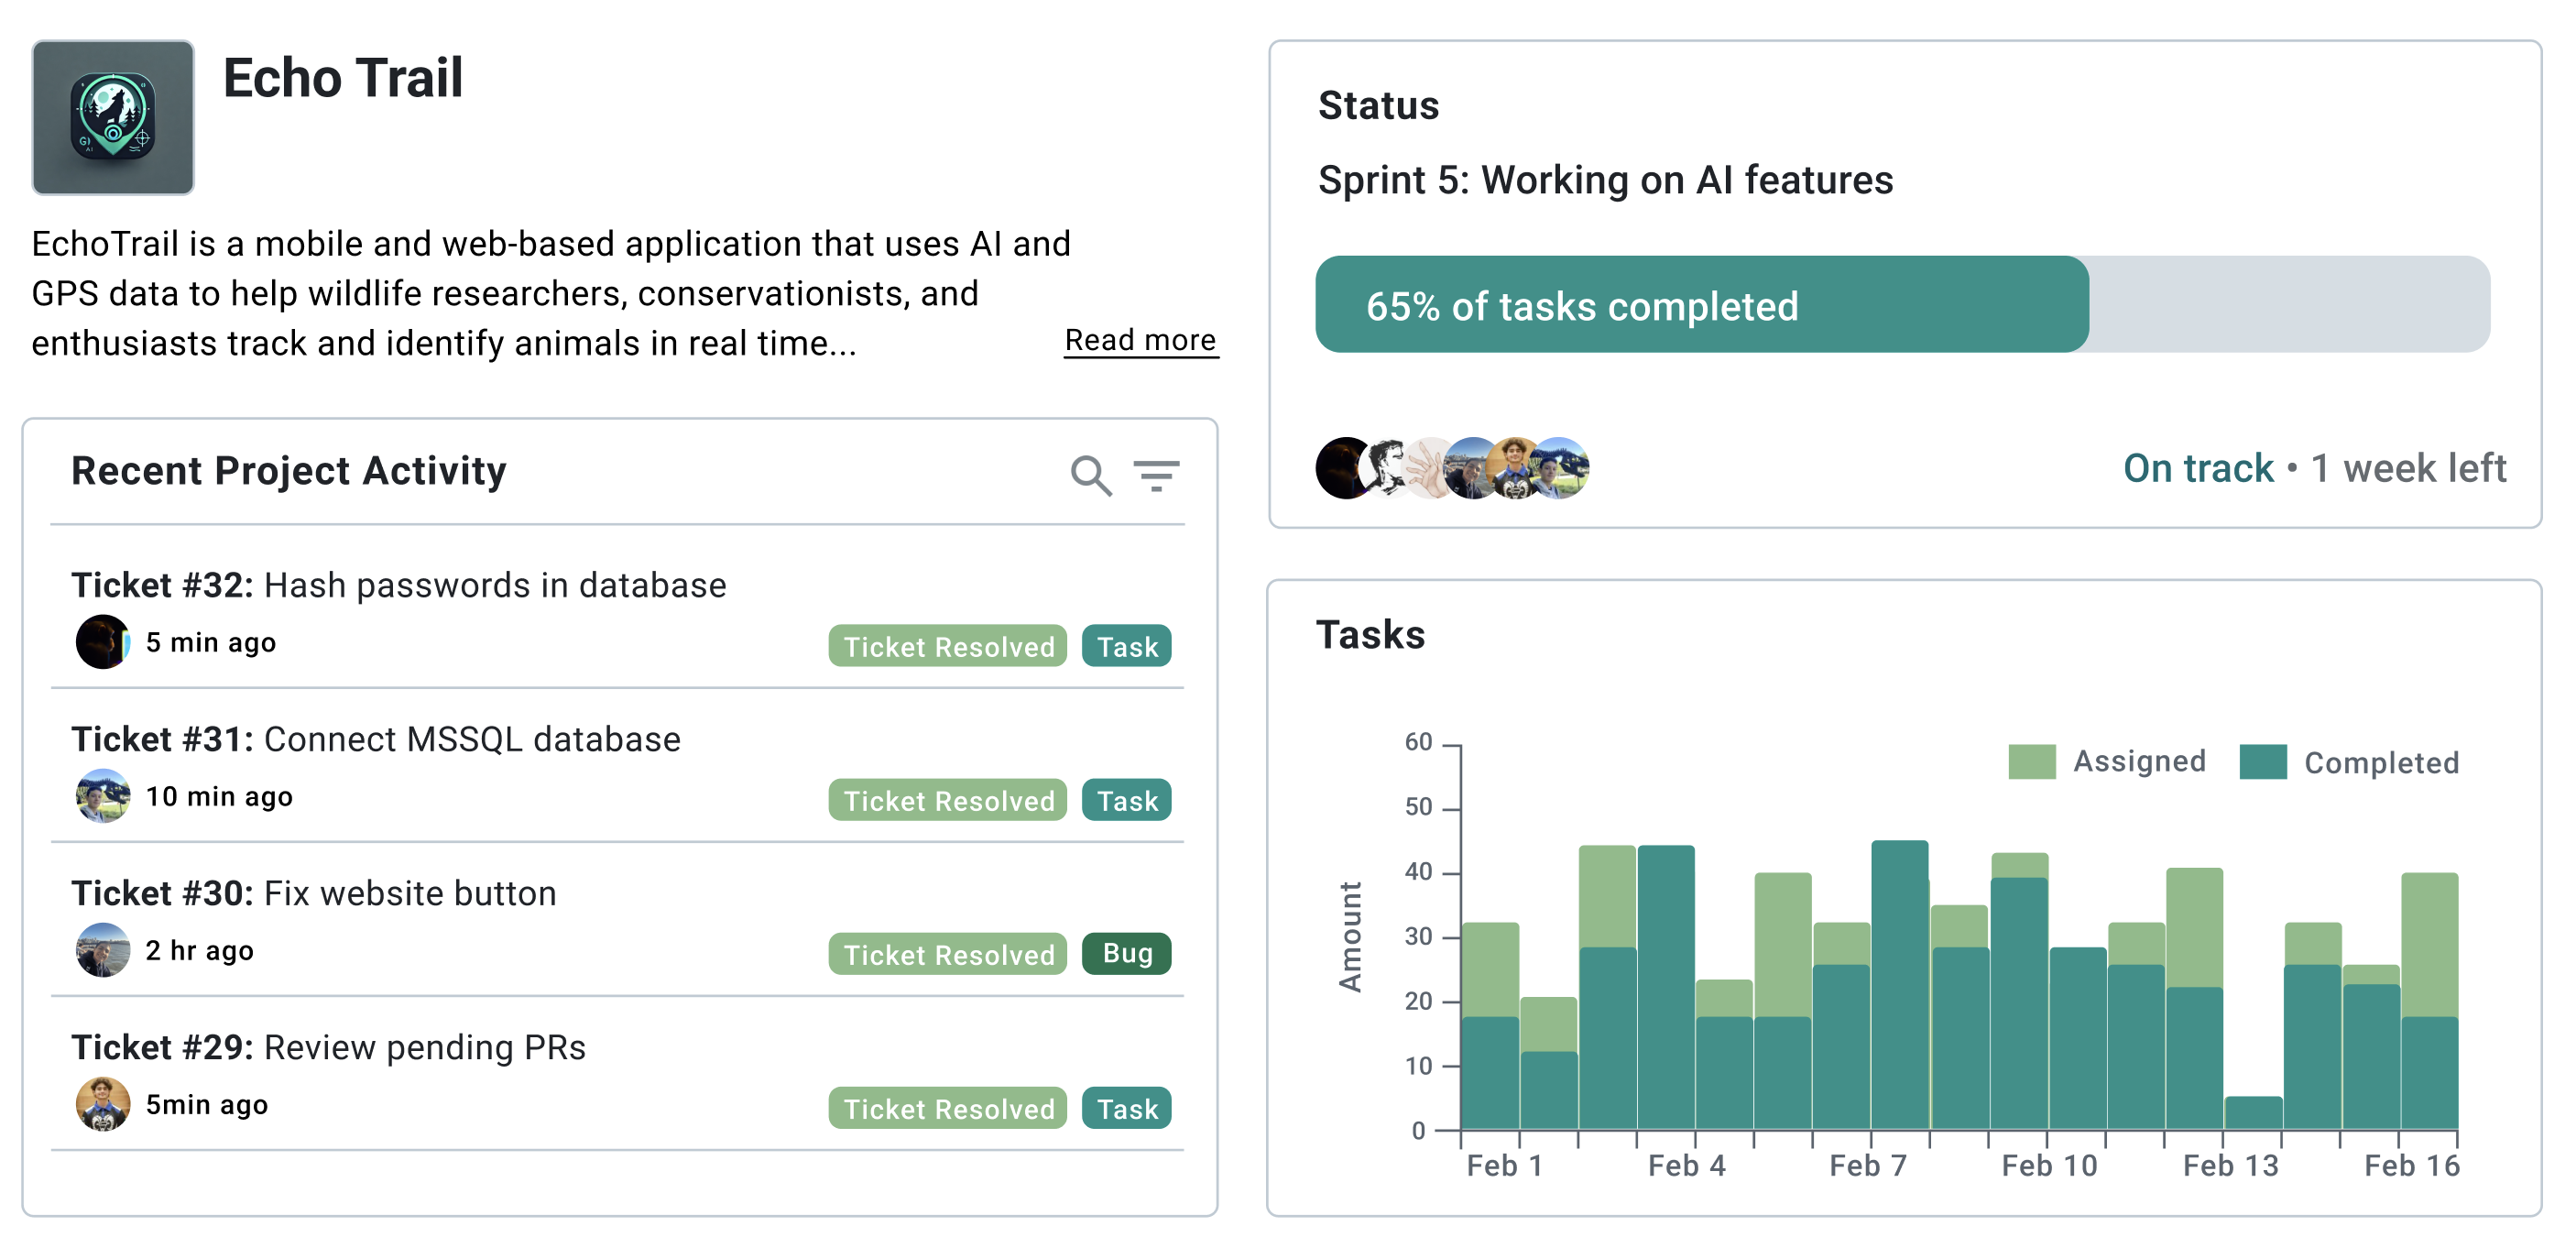 Echo Trail
EchoTrail is a mobile and web-based application that uses AI and
GPS data to help wildlife researchers, conservationists, and
enthusiasts track and identify animals in real time...
Read more
Recent Project Activity
Ticket #32: Hash passwords in database
5 min ago
Ticket Resolved
Task
Ticket #31: Connect MSSQL database
10 min ago
Ticket Resolved
Task
Ticket #30: Fix website button
2 hr ago
Ticket Resolved
Bug
Ticket #29: Review pending PRs
5min ago
Ticket Resolved
Task
Status
Sprint 5: Working on AI features
65% of tasks completed
On track • 1 week left
Tasks
Assigned
Completed
Amount
60
50
40
30
20
10
0
Feb 1
Feb 4
Feb 7
Feb 10
Feb 13
Feb 16